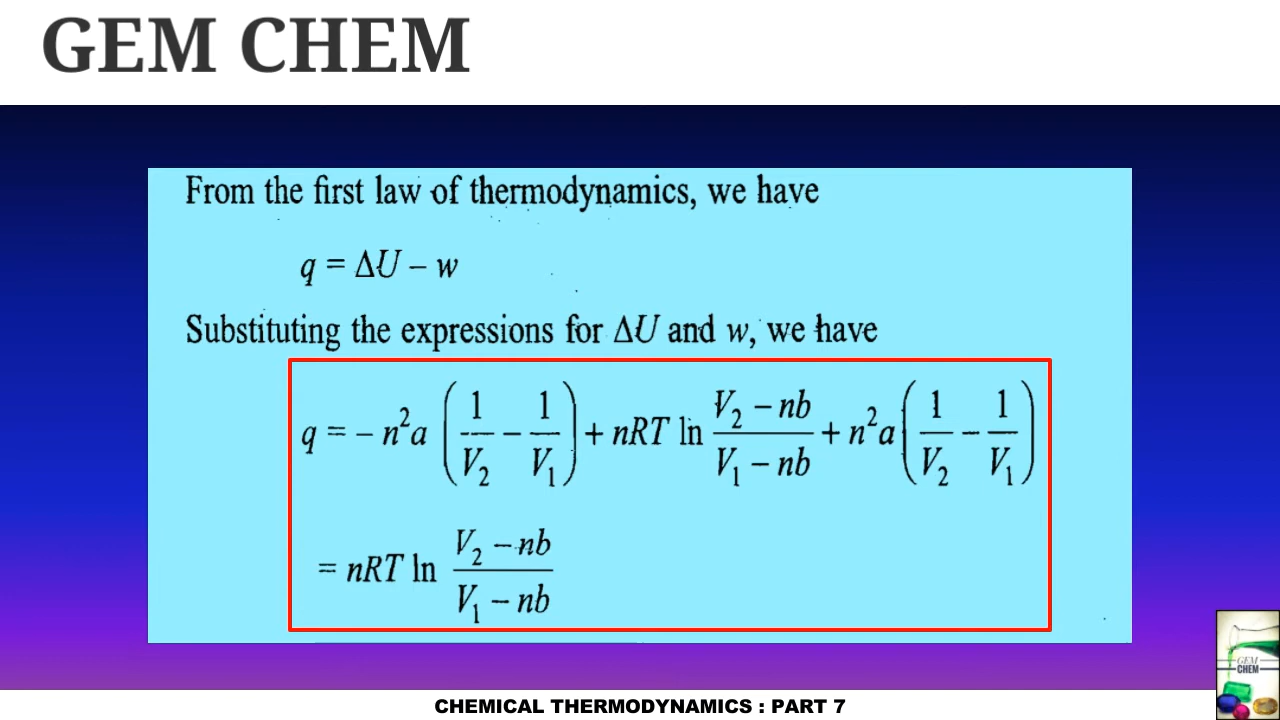 GEM CHEM
From the first law of thermodynamics, we have
q = ΔU – w
Substituting the expressions for ΔU and w, we have
q = – n²a (1/V₂ – 1/V₁) + nRT ln (V₂ – nb)/(V₁ – nb) + n²a (1/V₂ – 1/V₁)
= nRT ln (V₂ – nb)/(V₁ – nb)
GEM
CHEM
CHEMICAL THERMODYNAMICS : PART 7